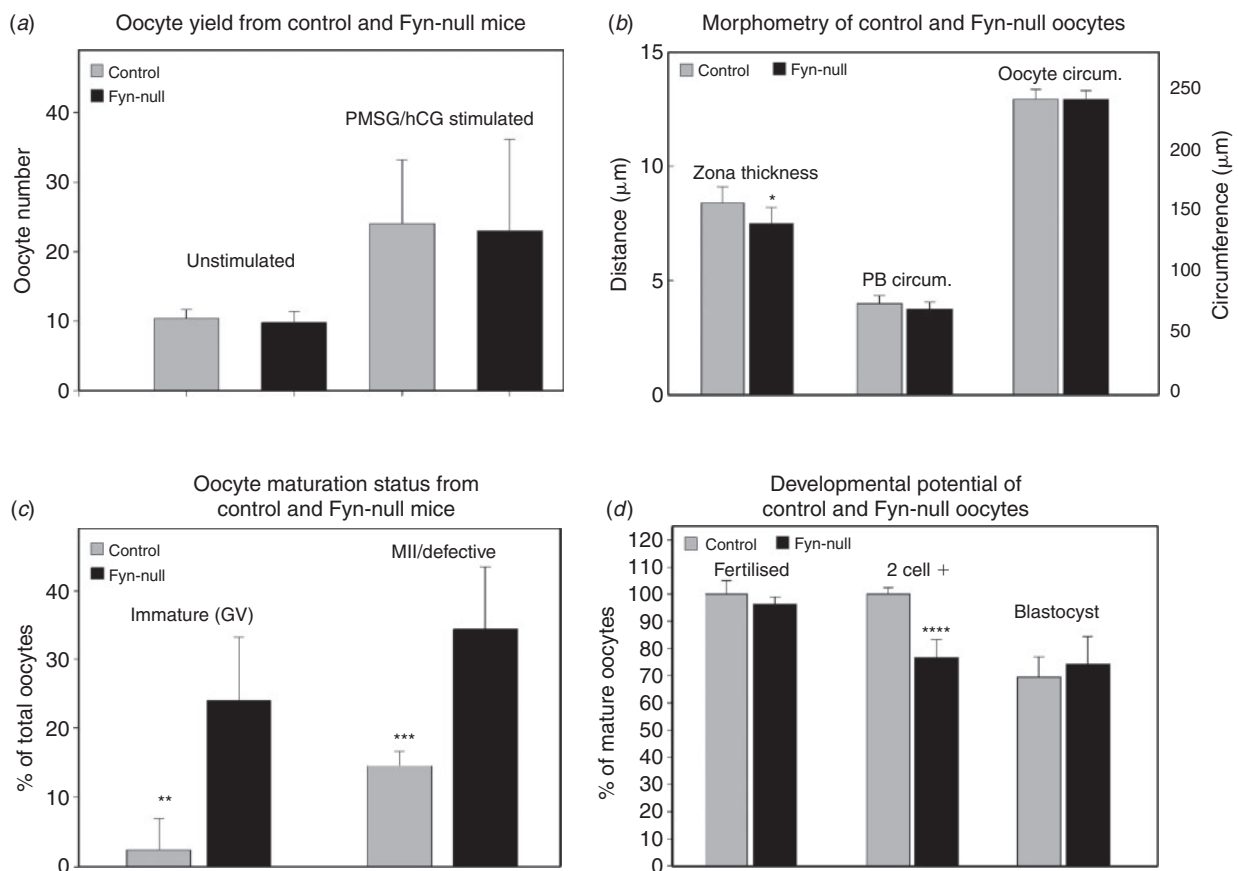 (a) Oocyte yield from control and Fyn-null mice
Control
Fyn-null
PMSG/hCG stimulated
Unstimulated
Oocyte number
40
30
20
10
0
(b) Morphometry of control and Fyn-null oocytes
Control Fyn-null
Oocyte circum.
Zona thickness
*
PB circum.
Distance (μm)
15
10
5
0
Circumference (μm)
250
200
150
100
50
0
(c) Oocyte maturation status from
control and Fyn-null mice
Control
Fyn-null
MII/defective
Immature (GV)
**
***
% of total oocytes
40
30
20
10
0
(d) Developmental potential of
control and Fyn-null oocytes
Control Fyn-null
Fertilised 2 cell +
Blastocyst
****
% of mature oocytes
120
110
100
90
80
70
60
50
40
30
20
10
0